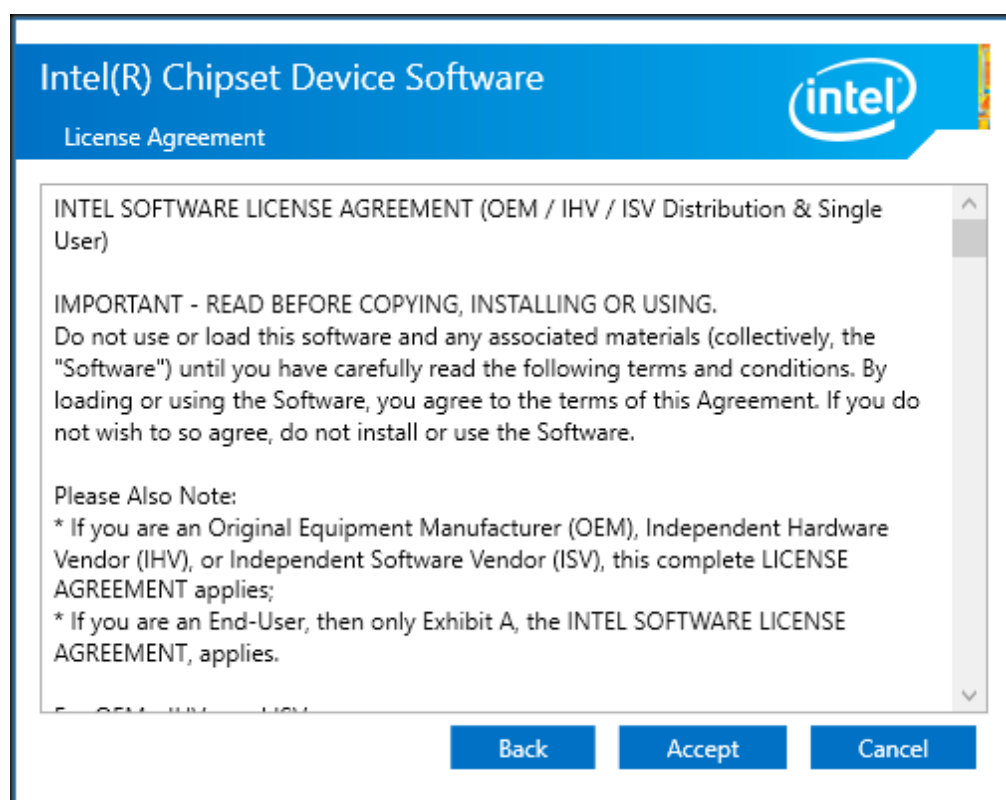 Intel(R) Chipset Device Software
intel
License Agreement
INTEL SOFTWARE LICENSE AGREEMENT (OEM / IHV / ISV Distribution & Single
User)
IMPORTANT - READ BEFORE COPYING, INSTALLING OR USING.
Do not use or load this software and any associated materials (collectively, the
"Software") until you have carefully read the following terms and conditions. By
loading or using the Software, you agree to the terms of this Agreement. If you do
not wish to so agree, do not install or use the Software.
Please Also Note:
* If you are an Original Equipment Manufacturer (OEM), Independent Hardware
Vendor (IHV), or Independent Software Vendor (ISV), this complete LICENSE
AGREEMENT applies;
* If you are an End-User, then only Exhibit A, the INTEL SOFTWARE LICENSE
AGREEMENT, applies.
Back
Accept
Cancel